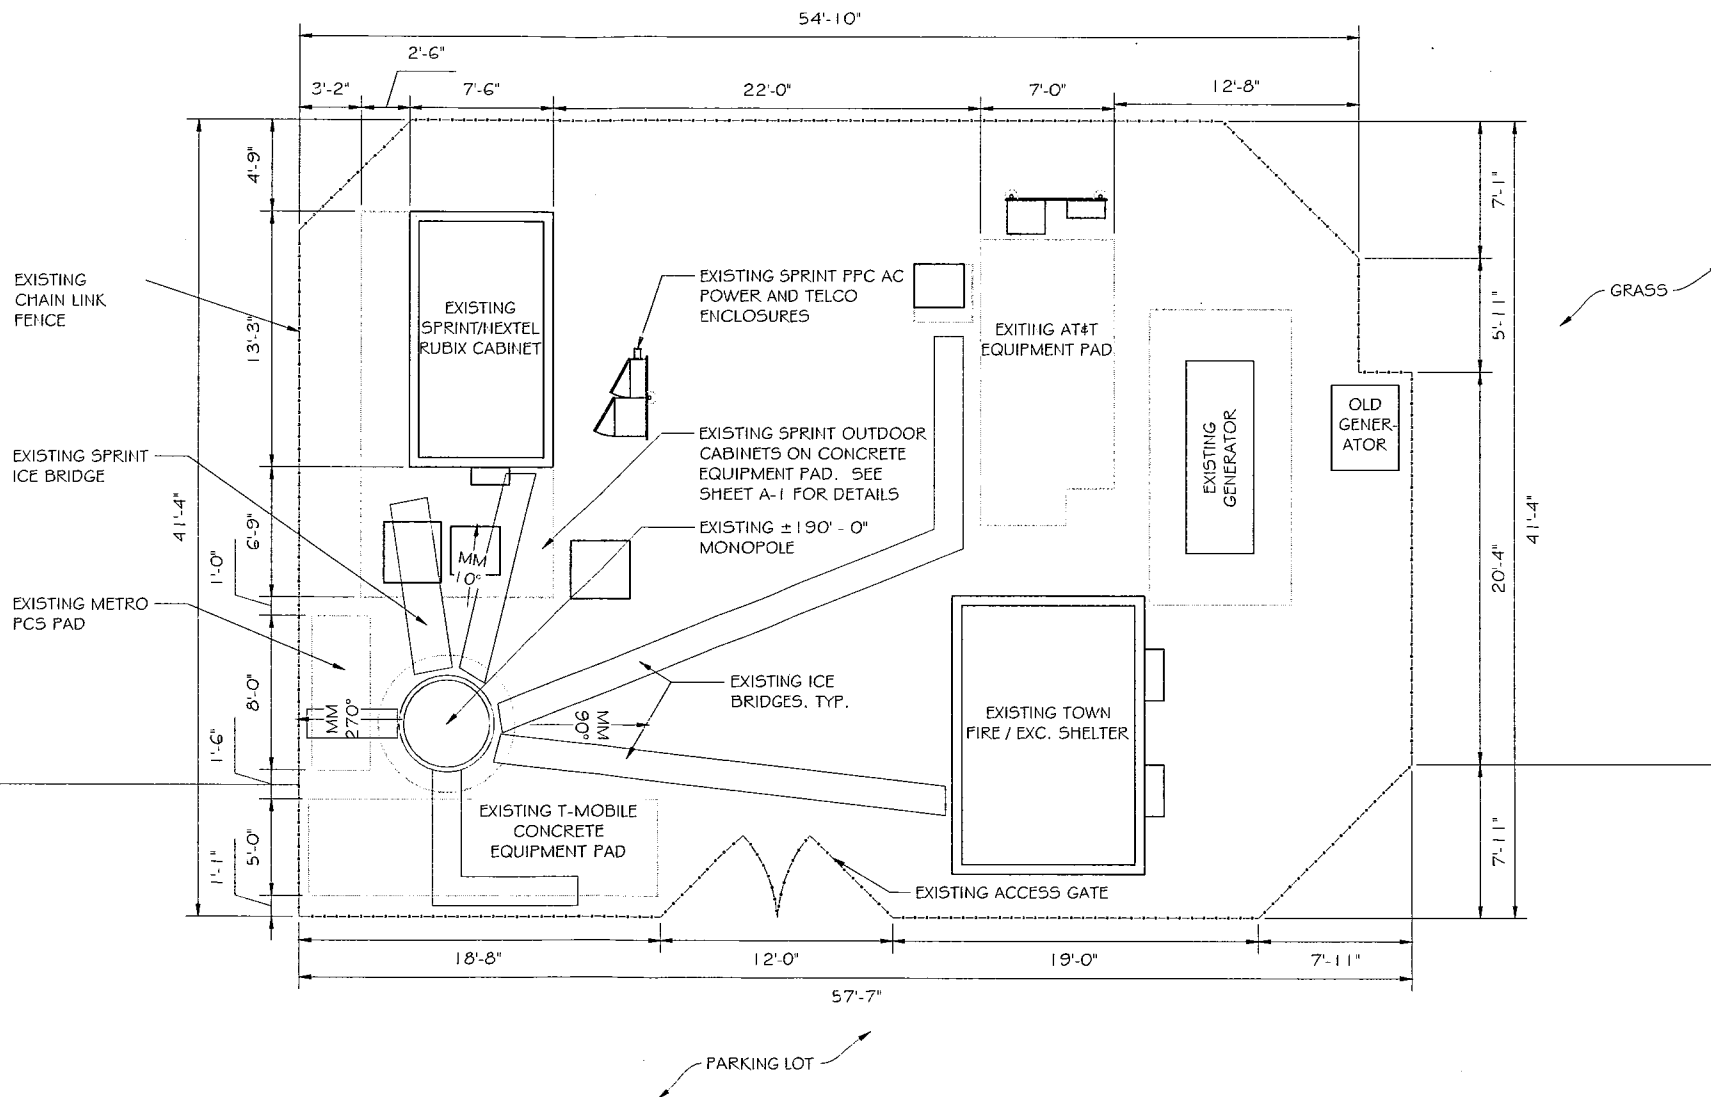 54'-10"
2'-6"
3'-2"
7'-6"
22'-0"
7'-0"
12'-8"
4'-9"
13'-3"
41'-4"
6'-9"
1'-0"
8'-0"
1'-6"
5'-0"
1'-1"
7'-1"
5'-11"
41'-4"
20'-4"
7'-11"
EXISTING
CHAIN LINK
FENCE
EXISTING
SPRINT/NEXTEL
RUBIX CABINET
EXISTING SPRINT PPC AC
POWER AND TELCO
ENCLOSURES
EXITING AT&T
EQUIPMENT PAD
GRASS
OLD
GENER-
ATOR
EXISTING
GENERATOR
EXISTING SPRINT
ICE BRIDGE
EXISTING SPRINT OUTDOOR
CABINETS ON CONCRETE
EQUIPMENT PAD. SEE
SHEET A-1 FOR DETAILS
EXISTING ±190'-0"
MONOPOLE
MM
10°
EXISTING METRO
PCS PAD
MM
270°
MM
90°
EXISTING ICE
BRIDGES, TYP.
EXISTING TOWN
FIRE / EXC. SHELTER
EXISTING T-MOBILE
CONCRETE
EQUIPMENT PAD
EXISTING ACCESS GATE
18'-8"
12'-0"
19'-0"
7'-11"
57'-7"
PARKING LOT